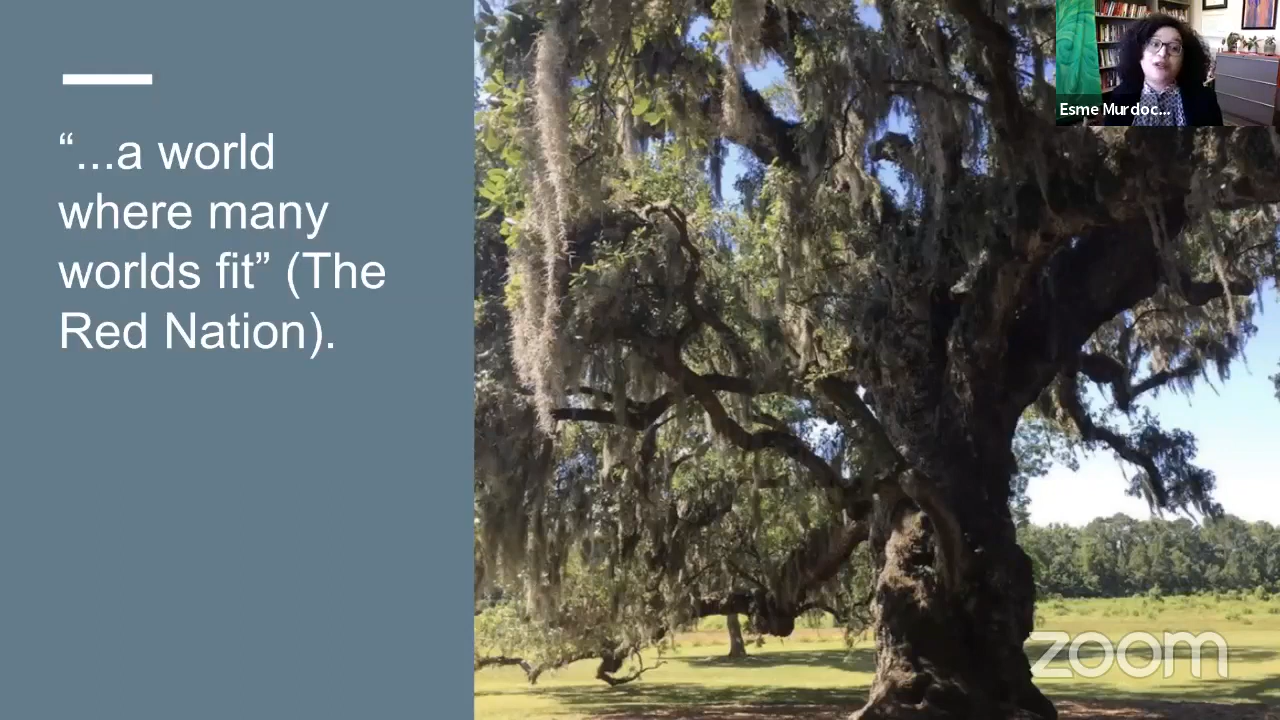 “...a world
where many
worlds fit” (The
Red Nation).
Esme Murdoc...
zoom